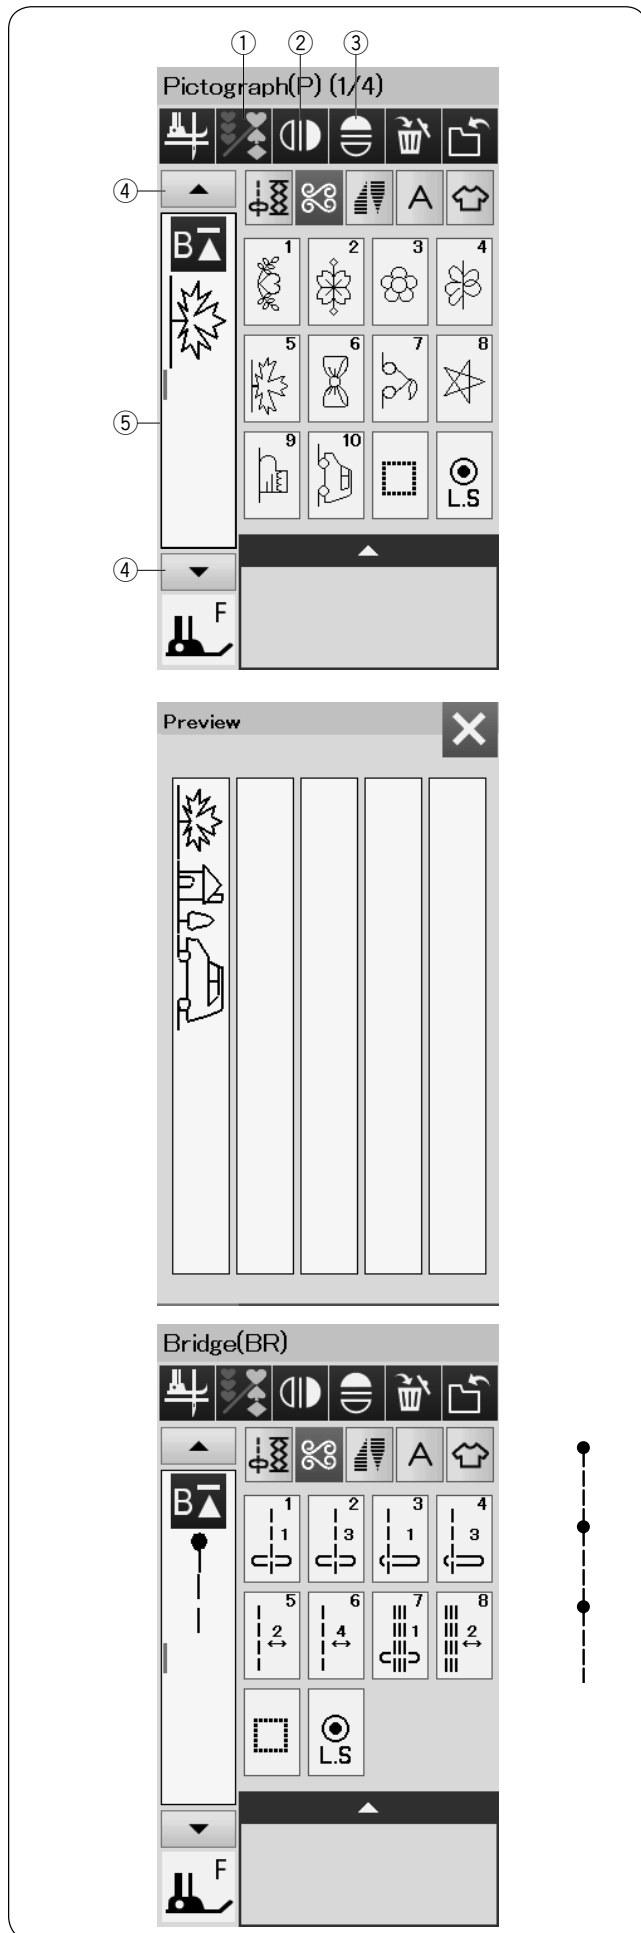 ① ② ③
Pictograph(P) (1/4)
④
A
B
1 2 3 4
5 6 7 8
⑤
9 10
L.S
④
F
Preview
Bridge(BR)
A
B
1 2 3 4
1 3 1 3
5 6 7 8
2 4 1 2
L.S
F